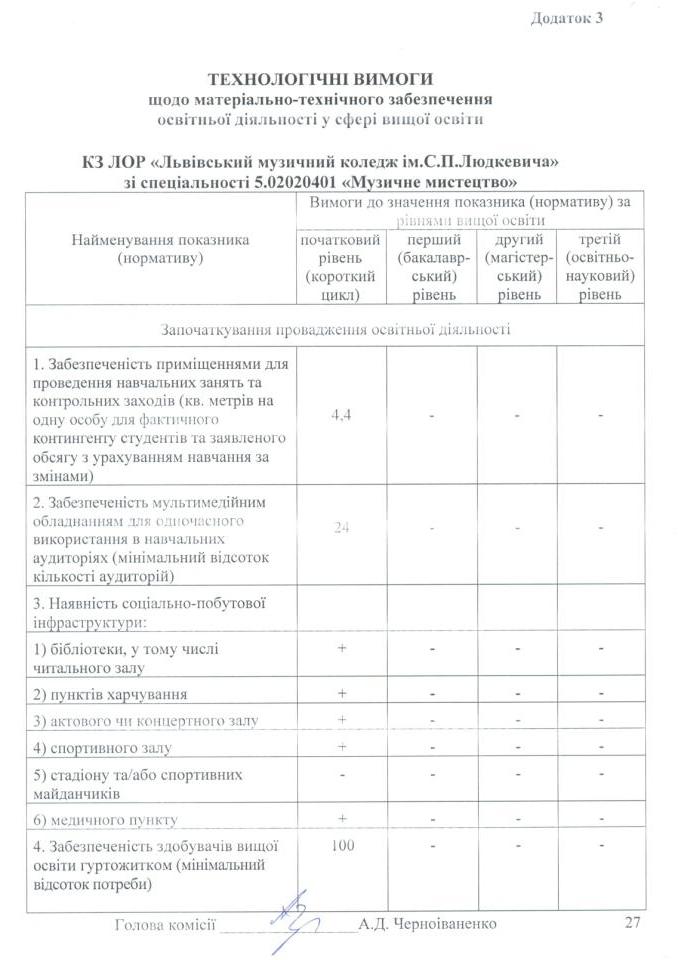 Додаток 3
ТЕХНОЛОГІЧНІ ВИМОГИ
щодо матеріально-технічного забезпечення
освітньої діяльності у сфері вищої освіти
КЗ ЛОР «Львівський музичний коледж ім.С.П.Людкевича»
зі спеціальності 5.02020401 «Музичне мистецтво»
Найменування показника
(нормативу)
Вимоги до значення показника (нормативу) за
рівнями вищої освіти
початковий
рівень
(короткий
цикл)
перший
(бакалавр-
ський)
рівень
другий
(магістер-
ський)
рівень
третій
(освітньо-
науковий)
рівень
Започаткування провадження освітньої діяльності
1. Забезпеченість приміщеннями для
проведення навчальних занять та
контрольних заходів (кв. метрів на
одну особу для фактичного
контингенту студентів та заявленого
обсягу з урахуванням навчання за
змінами)
4,4 - - -
2. Забезпеченість мультимедійним
обладнанням для одночасного
використання в навчальних
аудиторіях (мінімальний відсоток
кількості аудиторій)
24 - - -
3. Наявність соціально-побутової
інфраструктури:
1) бібліотеки, у тому числі
читального залу
+ - - -
2) пунктів харчування + - - -
3) актового чи концертного залу + - - -
4) спортивного залу + - - -
5) стадіону та/або спортивних
майданчиків
- - - -
6) медичного пункту + - - -
4. Забезпеченість здобувачів вищої
освіти гуртожитком (мінімальний
відсоток потреби)
100 - - -
Голова комісії А.Д. Черноіваненко 27